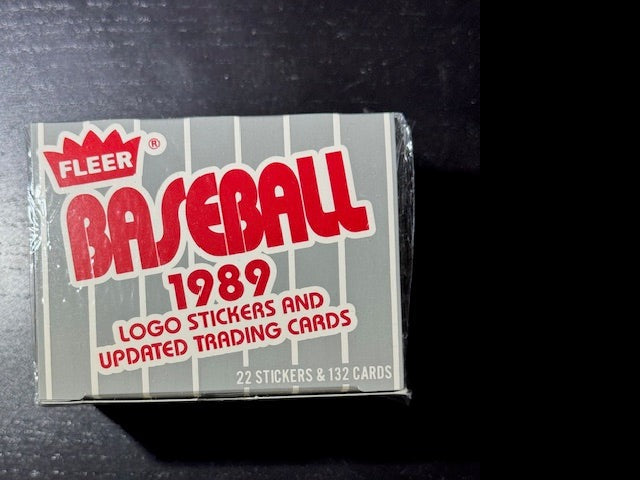 FLEER ®
BASEBALL
1989
LOGO STICKERS AND
UPDATED TRADING CARDS
22 STICKERS & 132 CARDS